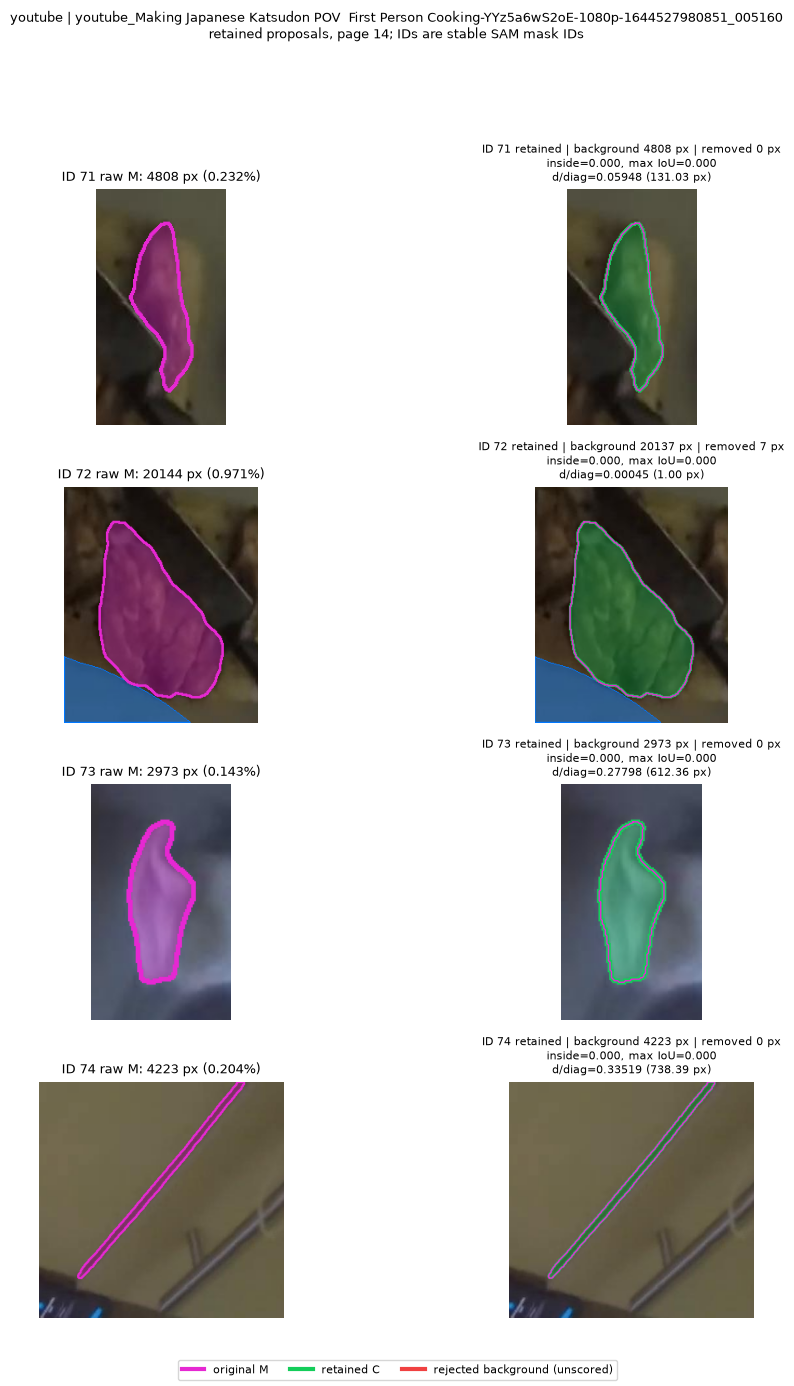 youtube | youtube_Making Japanese Katsudon POV  First Person Cooking-YYz5a6wS2oE-1080p-1644527980851_005160
retained proposals, page 14; IDs are stable SAM mask IDs
ID 71 raw M: 4808 px (0.232%)
ID 71 retained | background 4808 px | removed 0 px
inside=0.000, max IoU=0.000
d/diag=0.05948 (131.03 px)
ID 72 raw M: 20144 px (0.971%)
ID 72 retained | background 20137 px | removed 7 px
inside=0.000, max IoU=0.000
d/diag=0.00045 (1.00 px)
ID 73 raw M: 2973 px (0.143%)
ID 73 retained | background 2973 px | removed 0 px
inside=0.000, max IoU=0.000
d/diag=0.27798 (612.36 px)
ID 74 raw M: 4223 px (0.204%)
ID 74 retained | background 4223 px | removed 0 px
inside=0.000, max IoU=0.000
d/diag=0.33519 (738.39 px)
original M
retained C
rejected background (unscored)